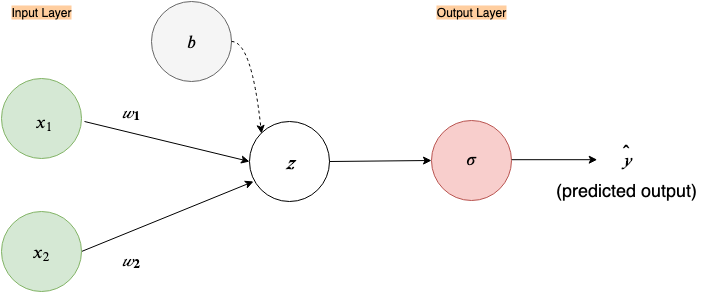 Input Layer
Output Layer
b
x₁
w₁
z
σ
ŷ
(predicted output)
x₂
w₂